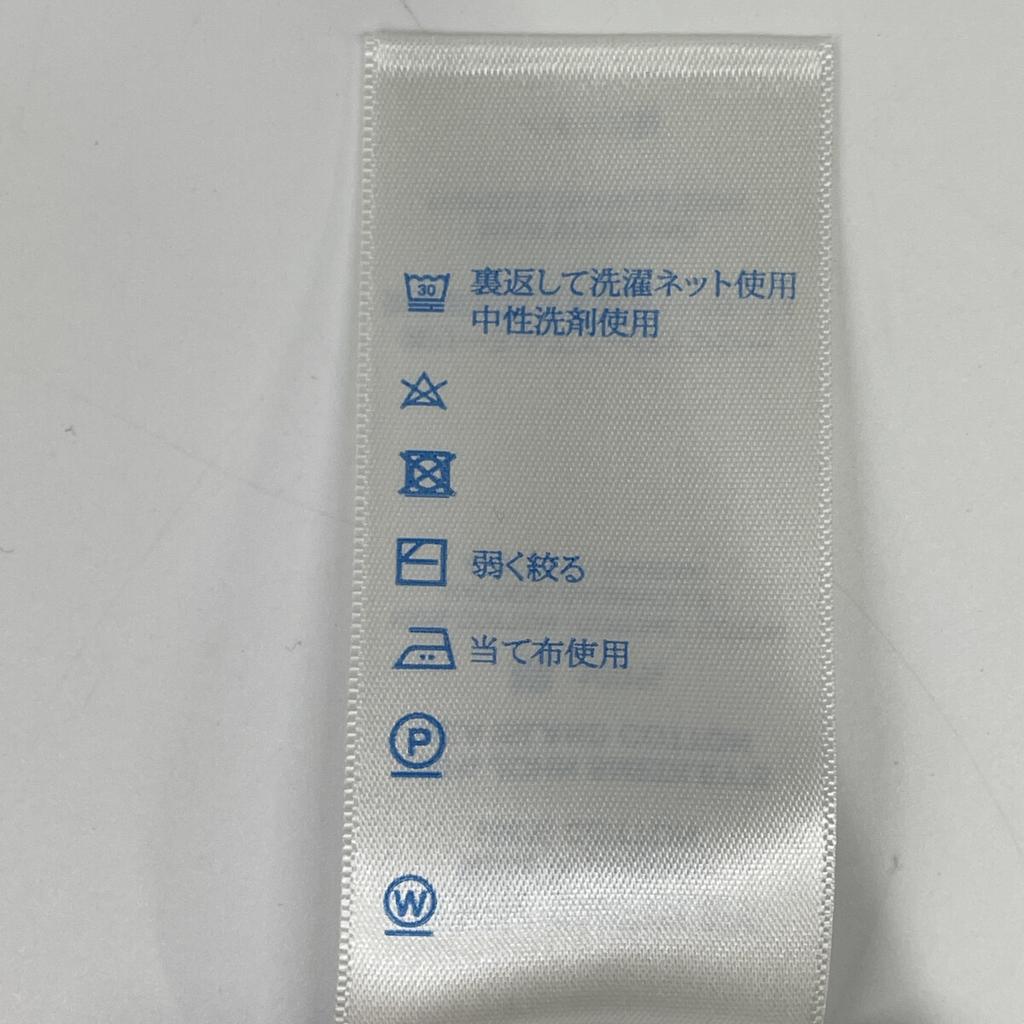 30 裏返して洗濯ネット使用
中性洗剤使用
弱く絞る
当て布使用
P
W